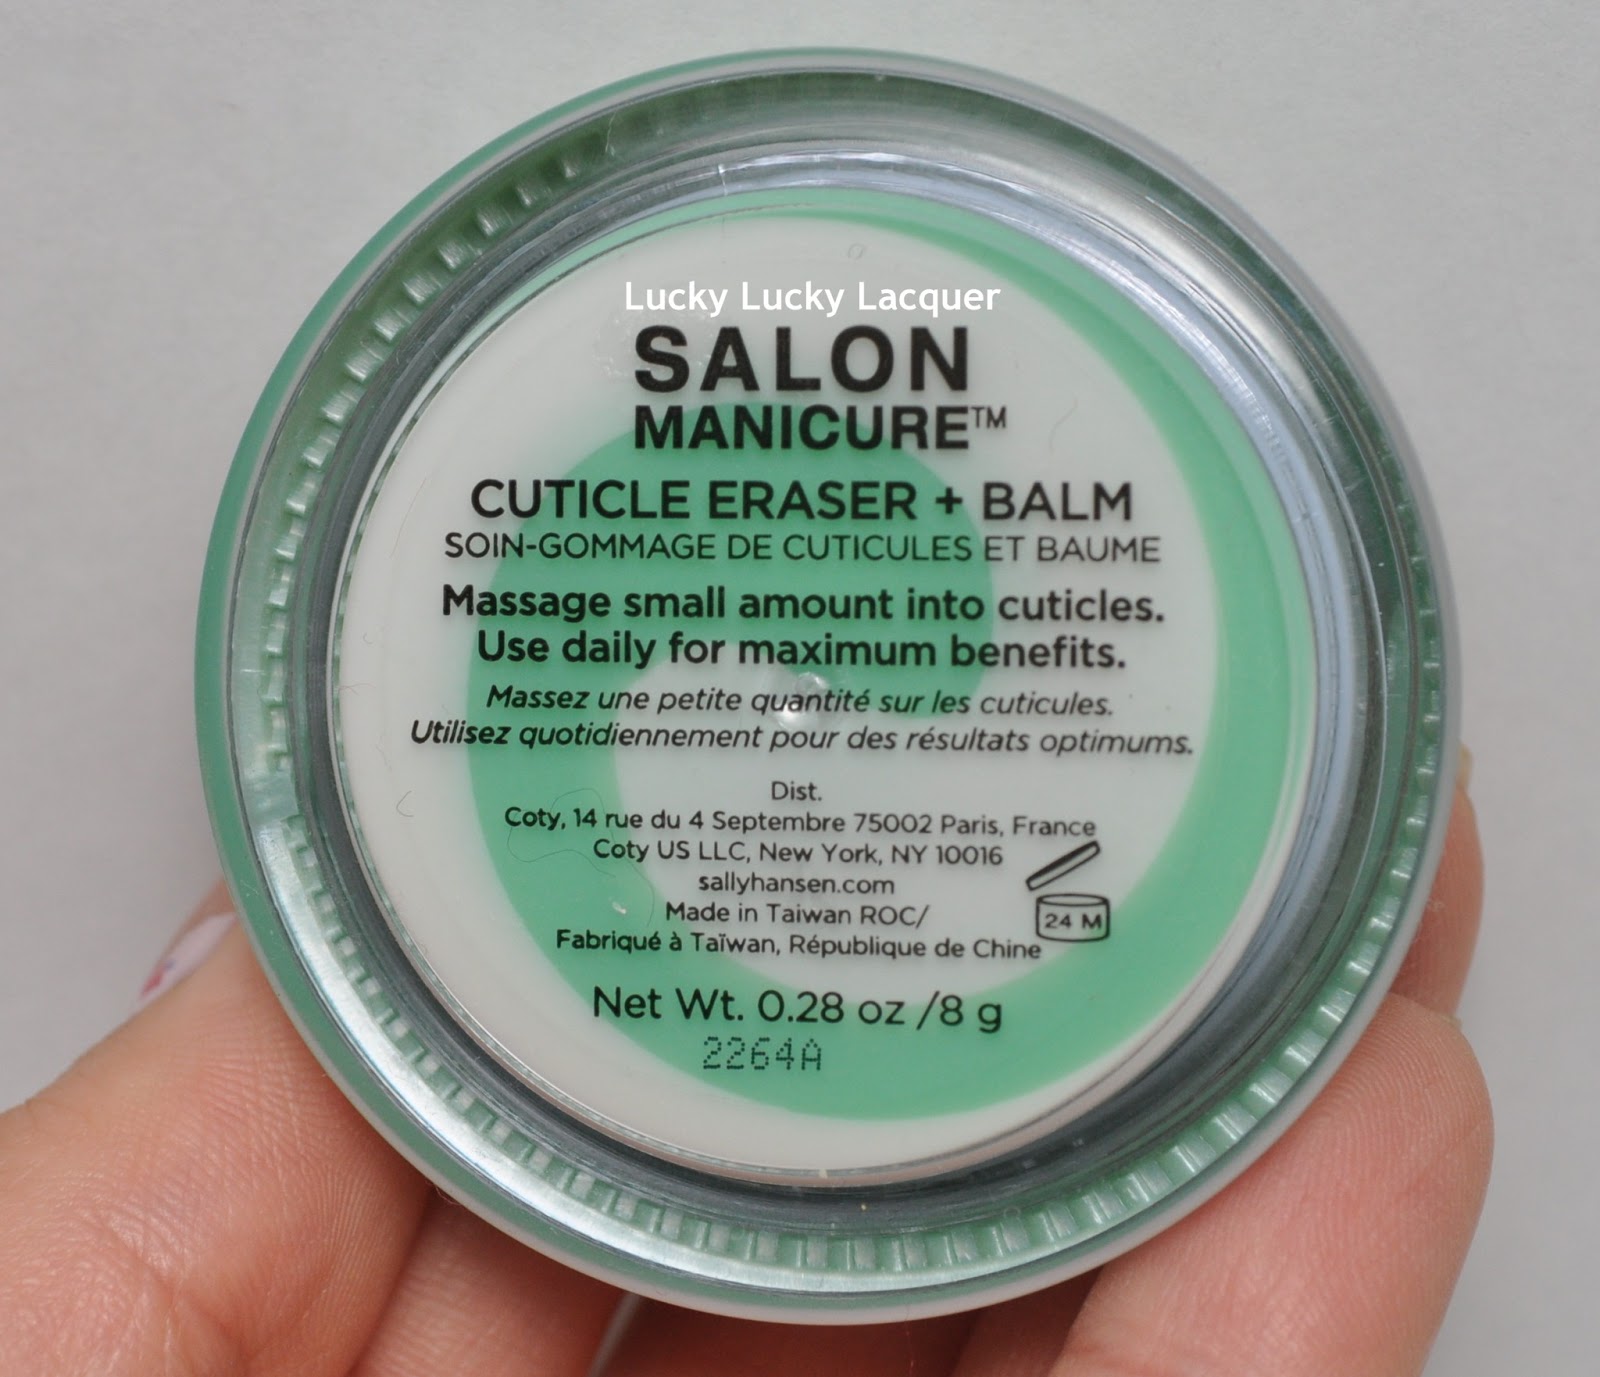 Lucky Lucky Lacquer
SALON
MANICURE™
CUTICLE ERASER + BALM
SOIN-GOMMAGE DE CUTICULES ET BAUME
Massage small amount into cuticles.
Use daily for maximum benefits.
Massez une petite quantité sur les cuticules.
Utilisez quotidiennement pour des résultats optimums.
Dist.
Coty, 14 rue du 4 Septembre 75002 Paris, France
Coty US LLC, New York, NY 10016
sallyhansen.com
Made in Taiwan ROC/
Fabriqué à Taïwan, République de Chine
24 M
Net Wt. 0.28 oz /8 g
2264A